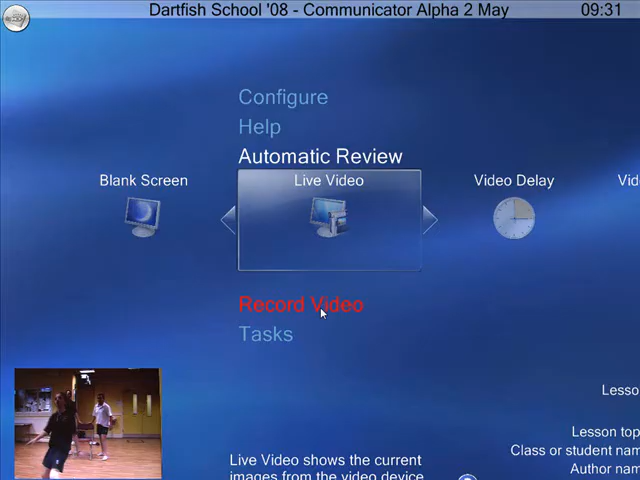 Dartfish School '08 - Communicator Alpha 2 May 09:31
Configure
Help
Automatic Review
Blank Screen Live Video Video Delay
Record Video
Tasks
Lesson top
Class or student nam
Author nam
Live Video shows the current
images from the video device